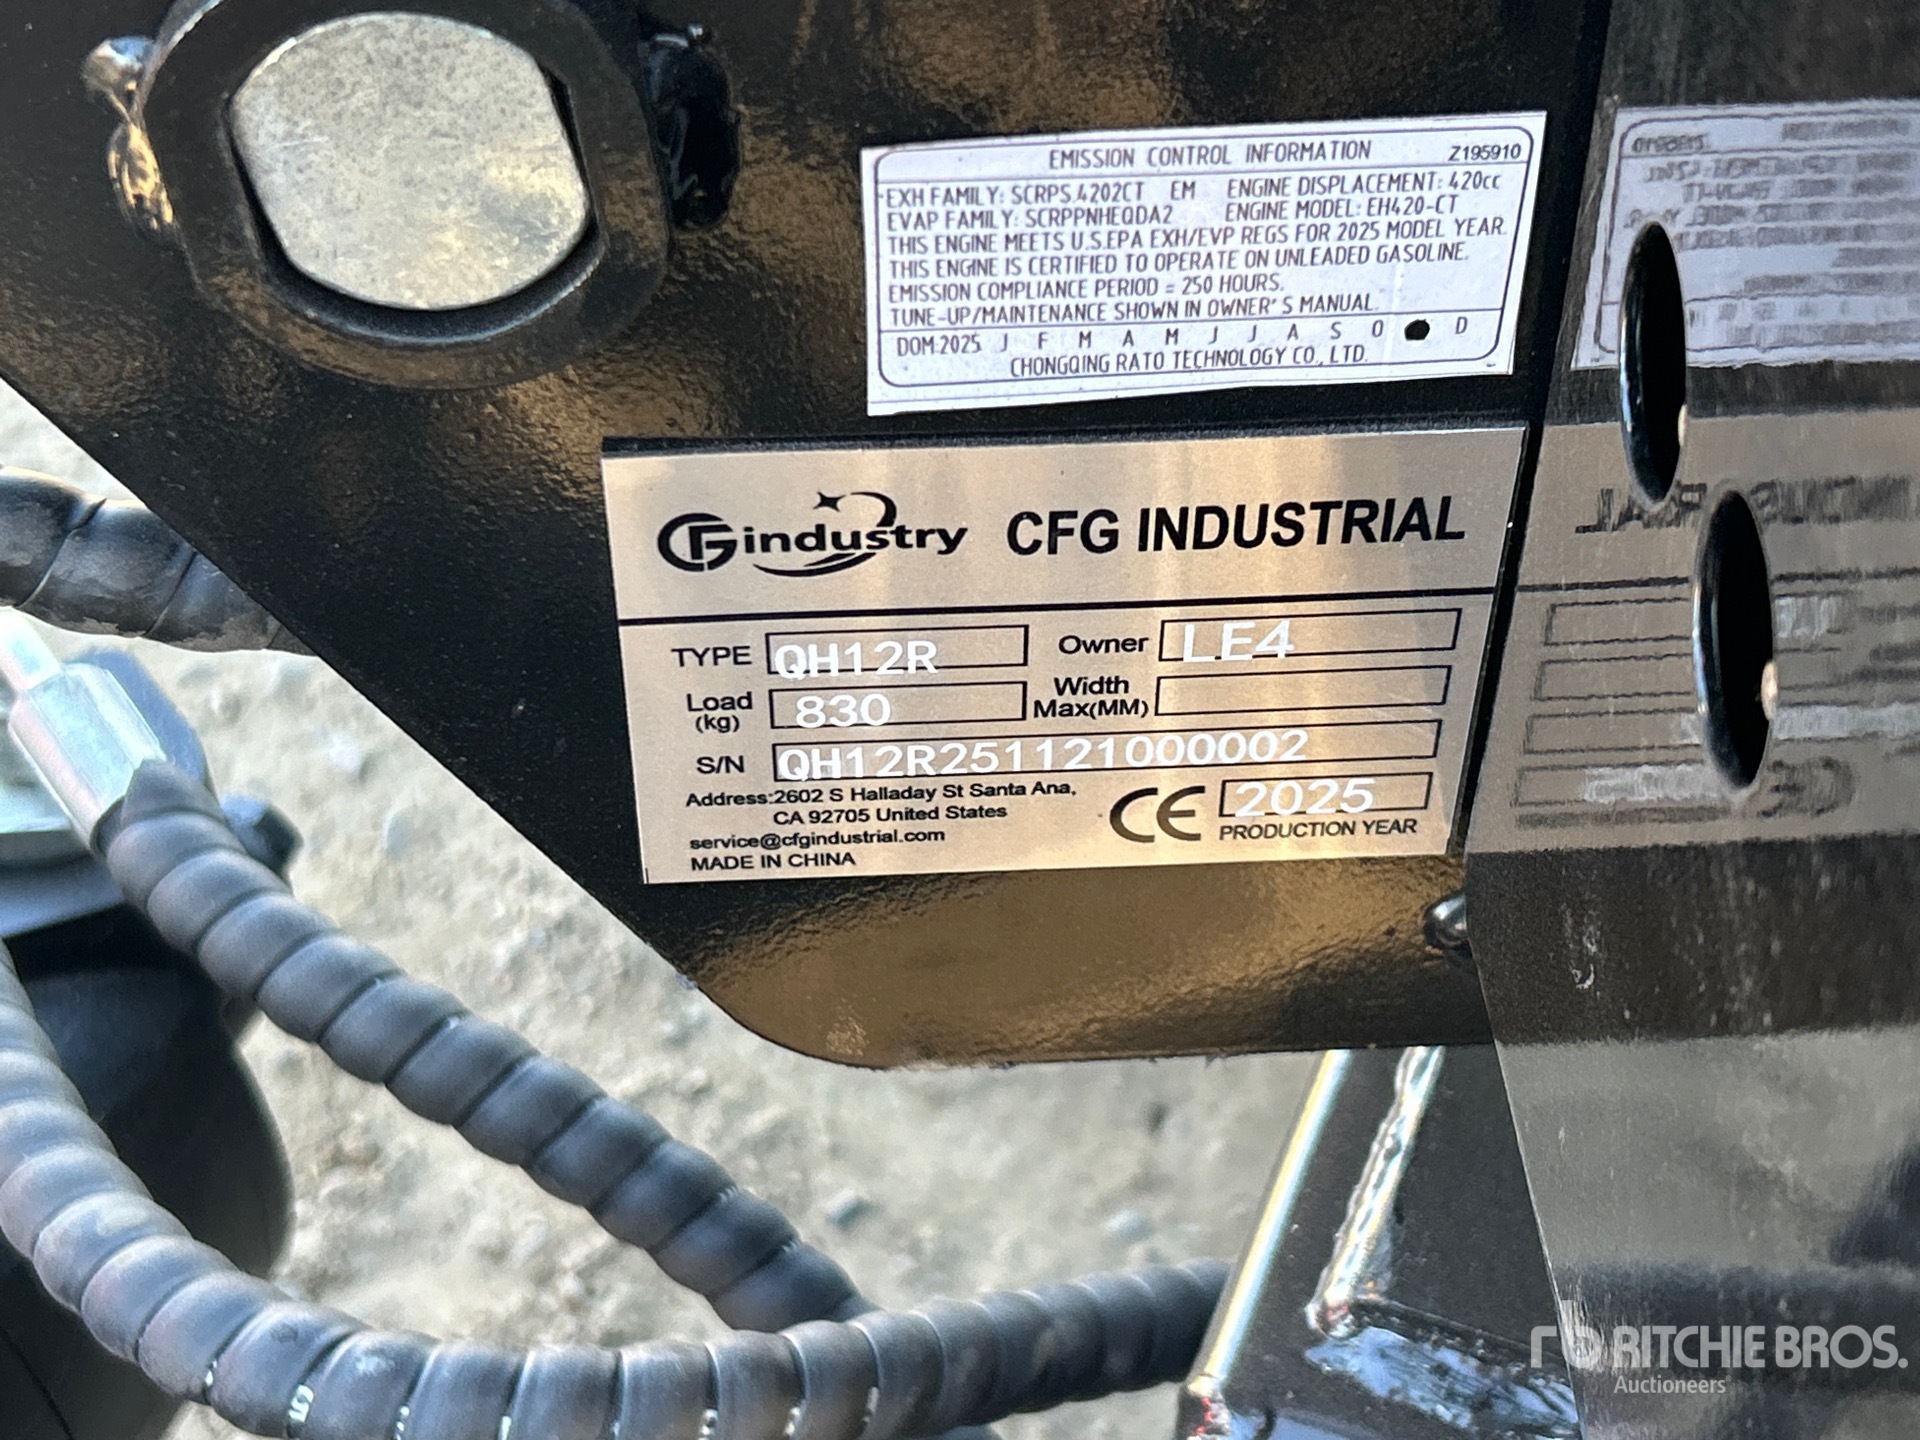 EMISSION CONTROL INFORMATION Z195910
EXH FAMILY: SCRPS.4202CT EM ENGINE DISPLACEMENT: 420cc
EVAP FAMILY: SCRPPNHEQDA2 ENGINE MODEL: EH420-CT
THIS ENGINE MEETS U.S.EPA EXH/EVP REGS FOR 2025 MODEL YEAR.
THIS ENGINE IS CERTIFIED TO OPERATE ON UNLEADED GASOLINE.
EMISSION COMPLIANCE PERIOD = 250 HOURS.
TUNE-UP/MAINTENANCE SHOWN IN OWNER'S MANUAL.
DOM:2025 J F M A M J J A S O D
CHONGQING RATO TECHNOLOGY CO., LTD.
CFGindustry CFG INDUSTRIAL
TYPE QH12R Owner LE4
Load (kg) 830 Width Max(MM)
S/N QH12R251121000002
Address:2602 S Halladay St Santa Ana,
CA 92705 United States
service@cfgindustrial.com
MADE IN CHINA
CE 2025
PRODUCTION YEAR
rb RITCHIE BROS.
Auctioneers